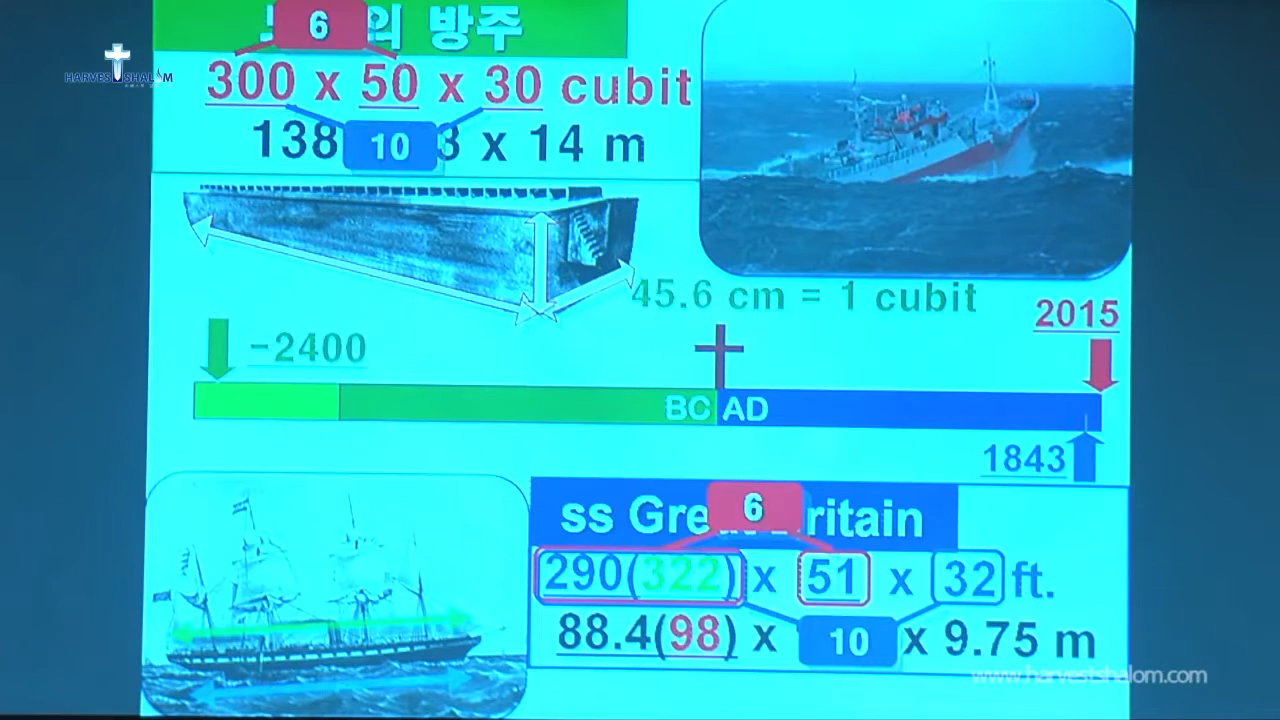 의 방주
6
HARVEST SHALOM
300 x 50 x 30 cubit
138 3 x 14 m
10
45.6 cm = 1 cubit
2015
-2400
BC AD
1843
ss Gre ritain
6
290(322) x 51 x 32 ft.
88.4(98) x x 9.75 m
10
www.harvestshalom.com